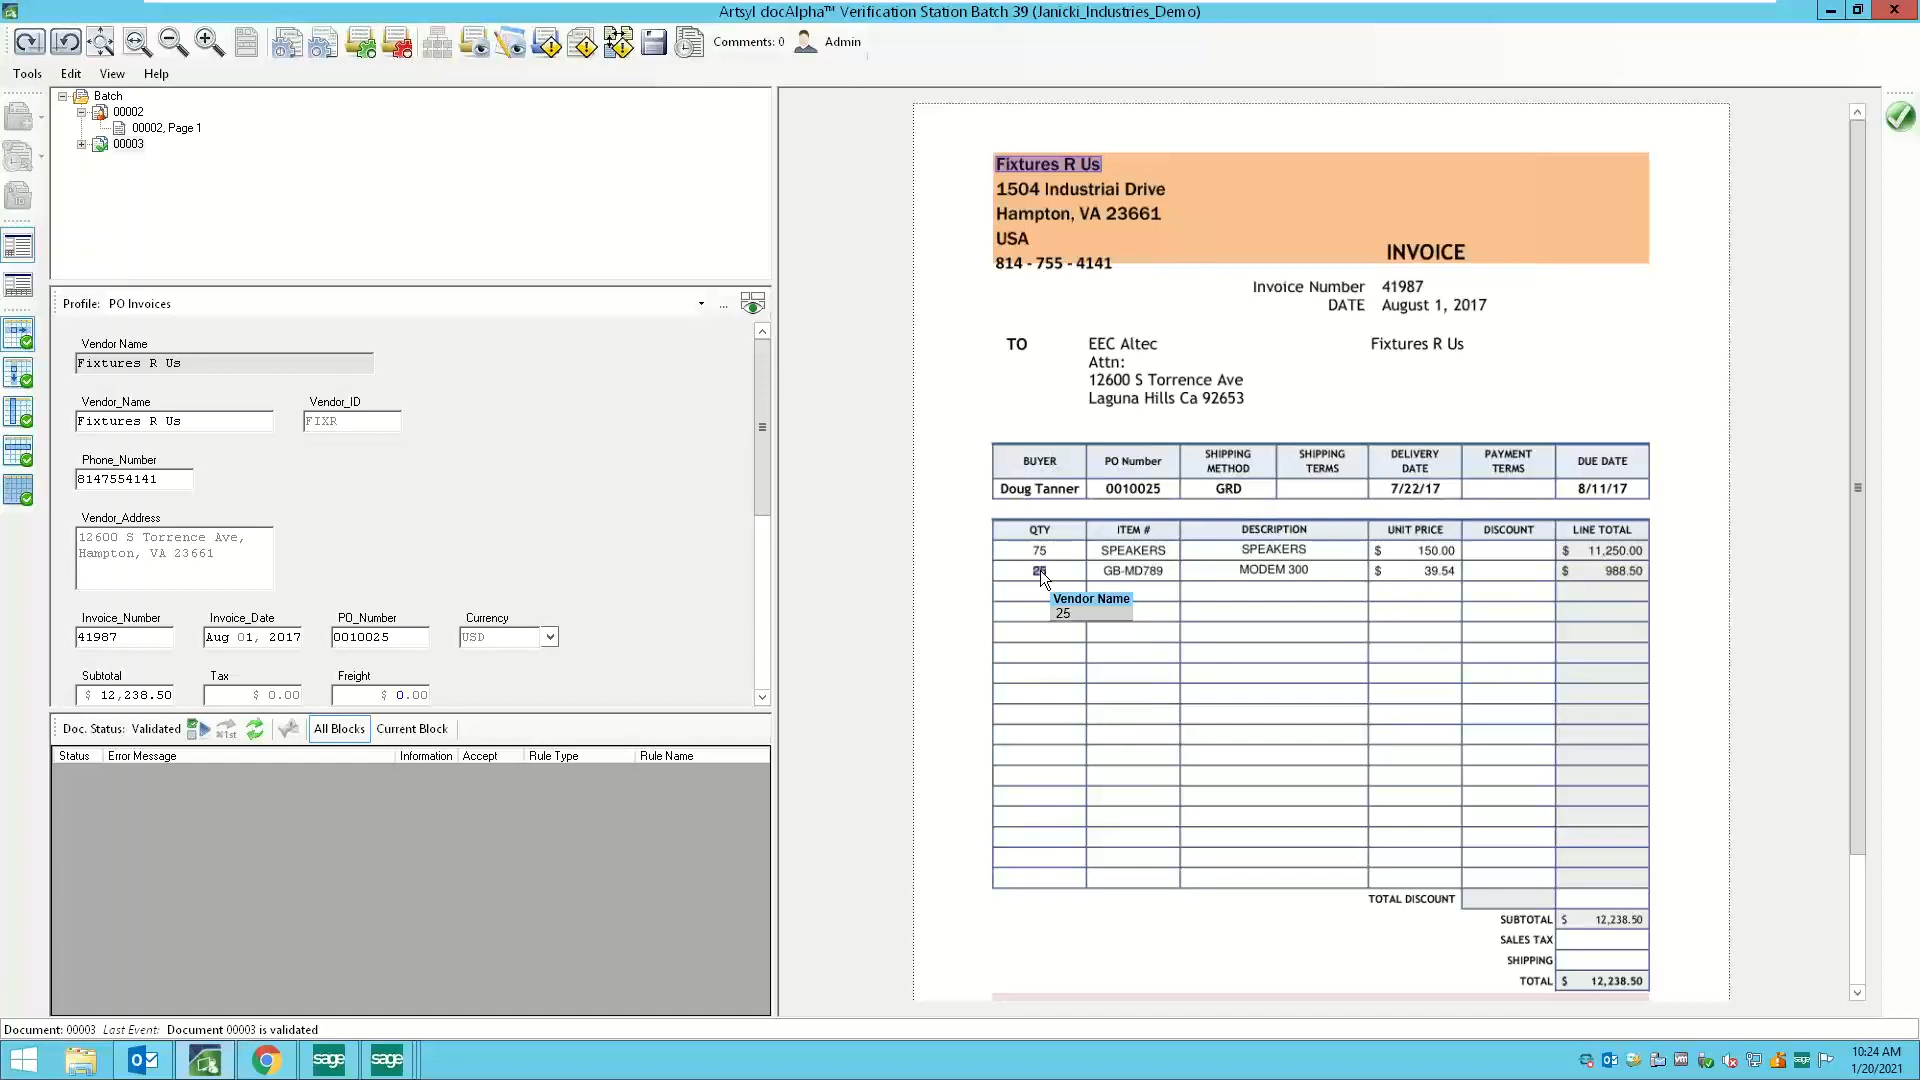 Artsyl docAlpha™ Verification Station Batch 39 (Janicki_Industries_Demo)
Comments: 0 Admin
Tools Edit View Help
Batch
00002
00002, Page 1
00003
Profile: PO Invoices
...
Vendor Name
Fixtures R Us
Vendor_Name Vendor_ID
Fixtures R Us FIXR
Phone_Number
8147554141
Vendor_Address
12600 S Torrence Ave,
Hampton, VA 23661
Invoice_Number Invoice_Date PO_Number Currency
41987 Aug 01, 2017 0010025 USD
Subtotal Tax Freight
$ 12,238.50 $ 0.00 $ 0.00
Doc. Status: Validated All Blocks Current Block
Status Error Message Information Accept Rule Type Rule Name
Fixtures R Us
1504 Industriai Drive
Hampton, VA 23661
USA
814 - 755 - 4141
INVOICE
Invoice Number 41987
DATE August 1, 2017
TO EEC Altec Fixtures R Us
Attn:
12600 S Torrence Ave
Laguna Hills Ca 92653
BUYER PO Number SHIPPING METHOD SHIPPING TERMS DELIVERY DATE PAYMENT TERMS DUE DATE
Doug Tanner 0010025 GRD 7/22/17 8/11/17
QTY ITEM # DESCRIPTION UNIT PRICE DISCOUNT LINE TOTAL
75 SPEAKERS SPEAKERS $ 150.00 $ 11,250.00
25 GB-MD789 MODEM 300 $ 39.54 $ 988.50
Vendor Name
25
TOTAL DISCOUNT
SUBTOTAL $ 12,238.50
SALES TAX
SHIPPING
TOTAL $ 12,238.50
Document: 00003 Last Event: Document 00003 is validated
sage sage
10:24 AM
1/20/2021